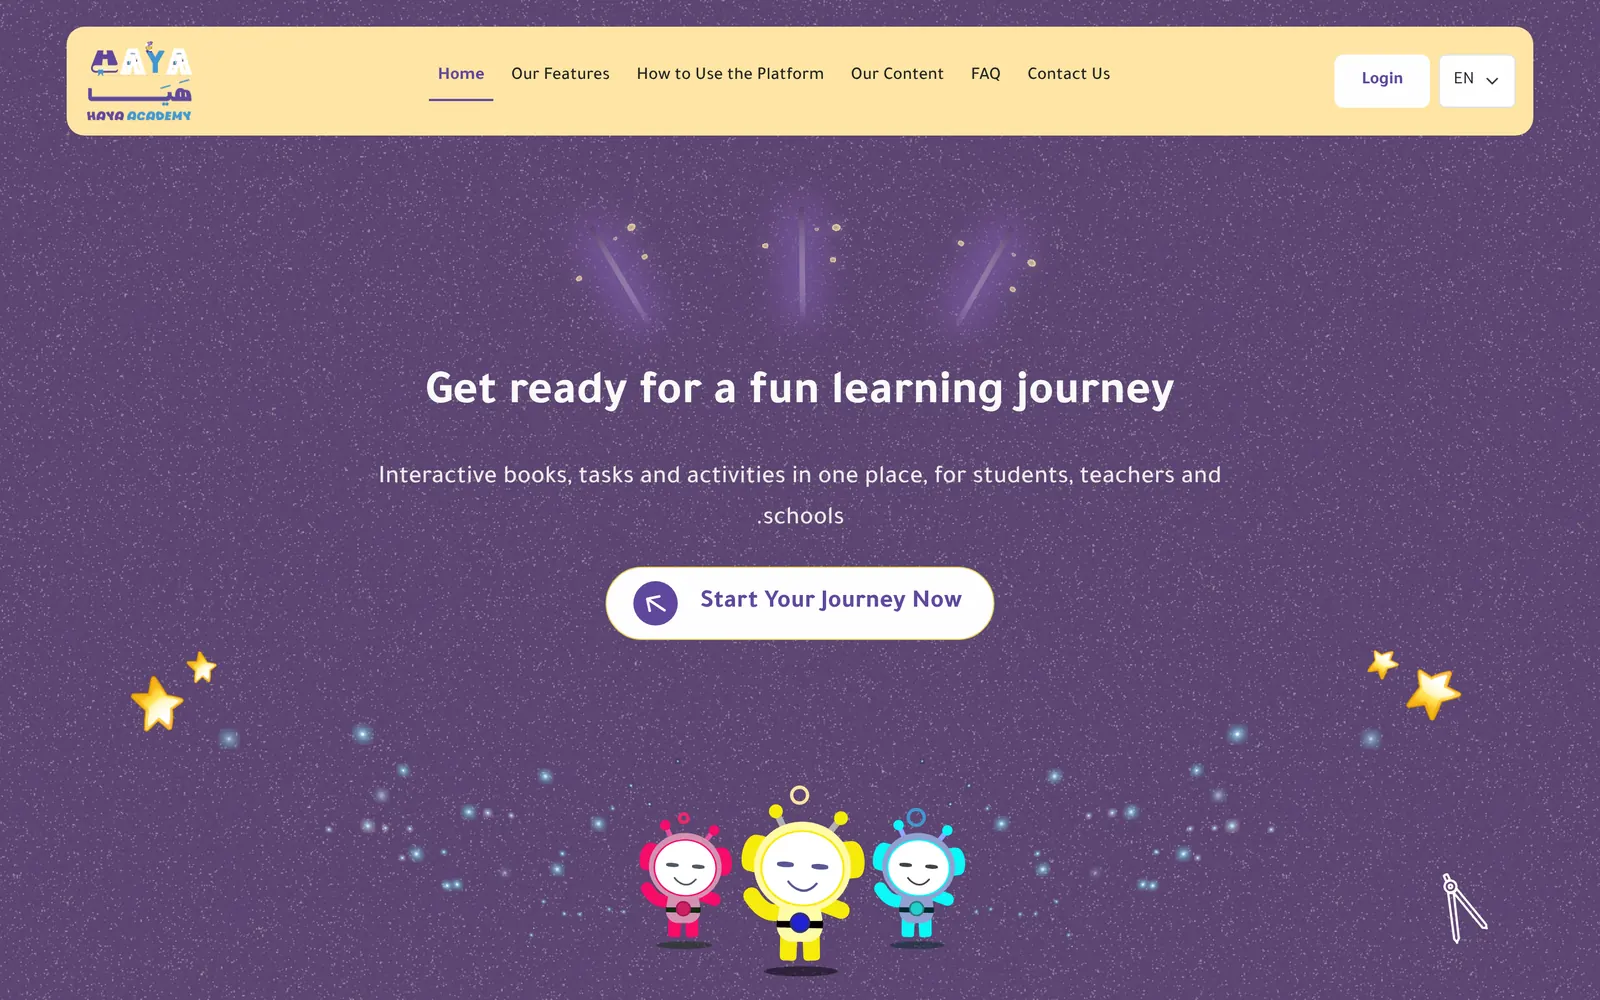 HAYA
هَيَا
HAYA ACADEMY
Home
Our Features
How to Use the Platform
Our Content
FAQ
Contact Us
Login
EN
Get ready for a fun learning journey
Interactive books, tasks and activities in one place, for students, teachers and
.schools
Start Your Journey Now